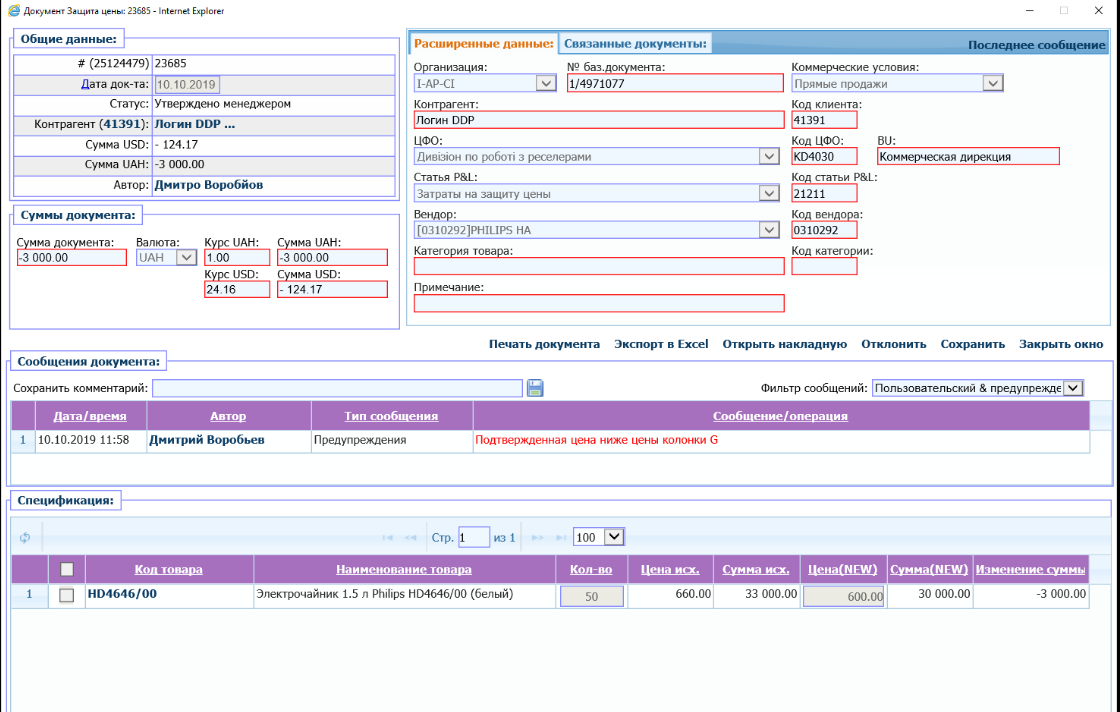 Документ Защита цены: 23685 - Internet Explorer
Общие данные:
# (25124479) 23685
Дата док-та: 10.10.2019
Статус: Утверждено менеджером
Контрагент (41391): Логин DDP ...
Сумма USD: - 124.17
Сумма UAH: -3 000.00
Автор: Дмитро Воробйов
Суммы документа:
Сумма документа: Валюта: Курс UAH: Сумма UAH:
-3 000.00 UAH 1.00 -3 000.00
Курс USD: Сумма USD:
24.16 - 124.17
Расширенные данные: Связанные документы: Последнее сообщение
Организация: № баз.документа: Коммерческие условия:
I-AP-CI 1/4971077 Прямые продажи
Контрагент: Код клиента:
Логин DDP 41391
ЦФО: Код ЦФО: BU:
Дивізіон по роботі з реселерами KD4030 Коммерческая дирекция
Статья P&L: Код статьи P&L:
Затраты на защиту цены 21211
Вендор: Код вендора:
[0310292]PHILIPS HA 0310292
Категория товара: Код категории:
Примечание:
Печать документа Экспорт в Excel Открыть накладную Отклонить Сохранить Закрыть окно
Сообщения документа:
Сохранить комментарий: Фильтр сообщений: Пользовательский & предупрежде
Дата/время Автор Тип сообщения Сообщение/операция
1 10.10.2019 11:58 Дмитрий Воробьев Предупреждения Подтвержденная цена ниже цены колонки G
Спецификация:
Стр. 1 из 1 100
Код товара Наименование товара Кол-во Цена исх. Сумма исх. Цена(NEW) Сумма(NEW) Изменение суммы
1 HD4646/00 Электрочайник 1.5 л Philips HD4646/00 (белый) 50 660.00 33 000.00 600.00 30 000.00 -3 000.00